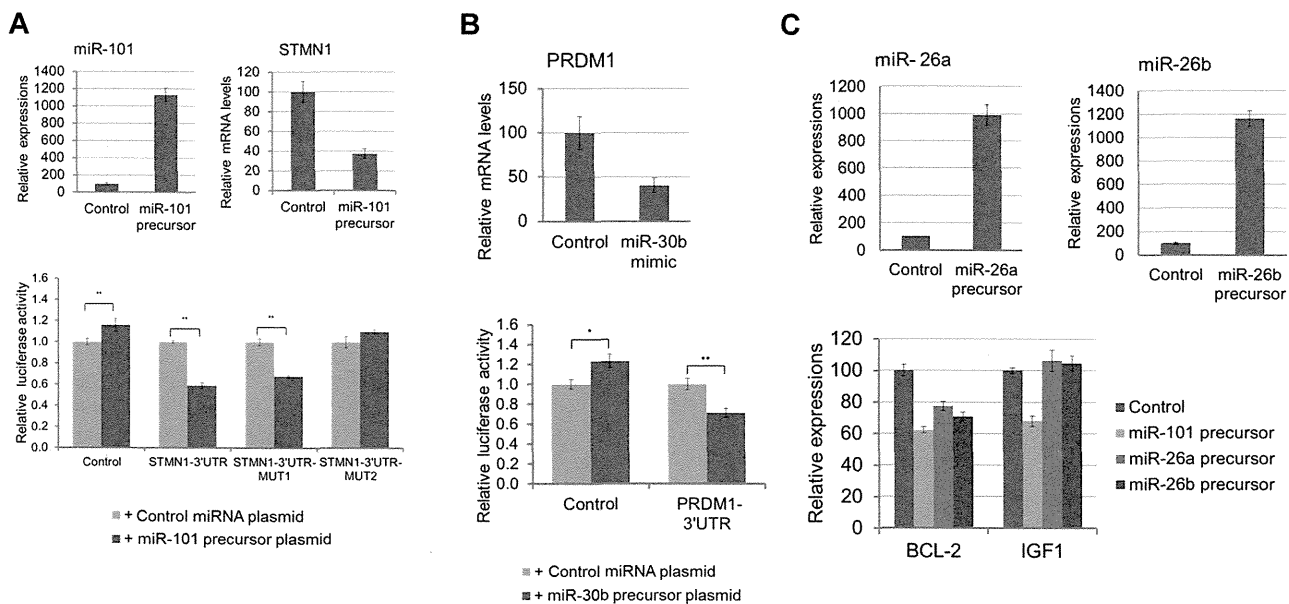 A
miR-101
Relative expressions
1400
1200
1000
800
600
400
200
0
Control
miR-101
precursor
STMN1
Relative mRNA levels
120
100
80
60
40
20
0
Control
miR-101
precursor
Relative luciferase activity
1.6
1.4
1.2
1.0
0.8
0.6
0.4
0.2
0.0
**
**
**
Control
STMN1-3'UTR
STMN1-3'UTR-
MUT1
STMN1-3'UTR-
MUT2
+ Control miRNA plasmid
+ miR-101 precursor plasmid
B
PRDM1
Relative mRNA levels
150
100
50
0
Control
miR-30b
mimic
Relative luciferase activity
1.6
1.4
1.2
1.0
0.8
0.6
0.4
0.2
0.0
*
**
Control
PRDM1-
3'UTR
+ Control miRNA plasmid
+ miR-30b precursor plasmid
C
miR- 26a
Relative expressions
1200
1000
800
600
400
200
0
Control
miR-26a
precursor
miR-26b
Relative expressions
1400
1200
1000
800
600
400
200
0
Control
miR-26b
precursor
Relative expressions
120
100
80
60
40
20
0
BCL-2
IGF1
Control
miR-101 precursor
miR-26a precursor
miR-26b precursor